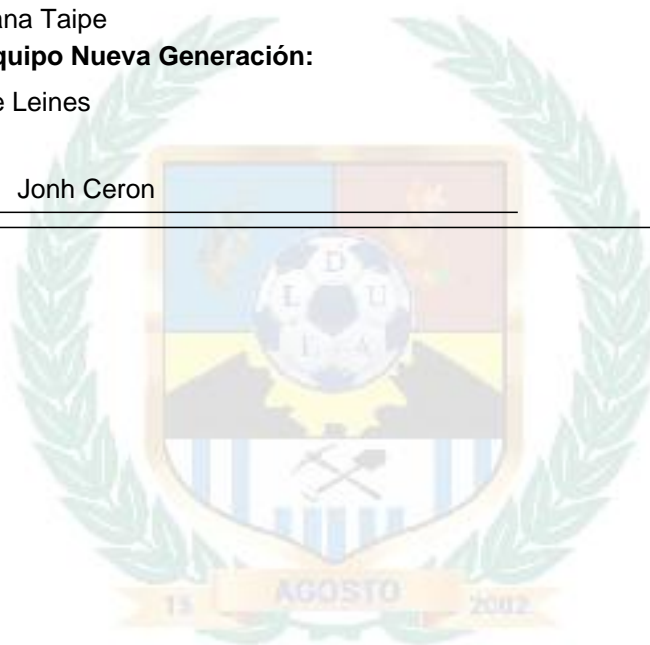 ana Taipe
quipo Nueva Generación:
e Leines
Jonh Ceron
D
L U
L A
15 AGOSTO 2002